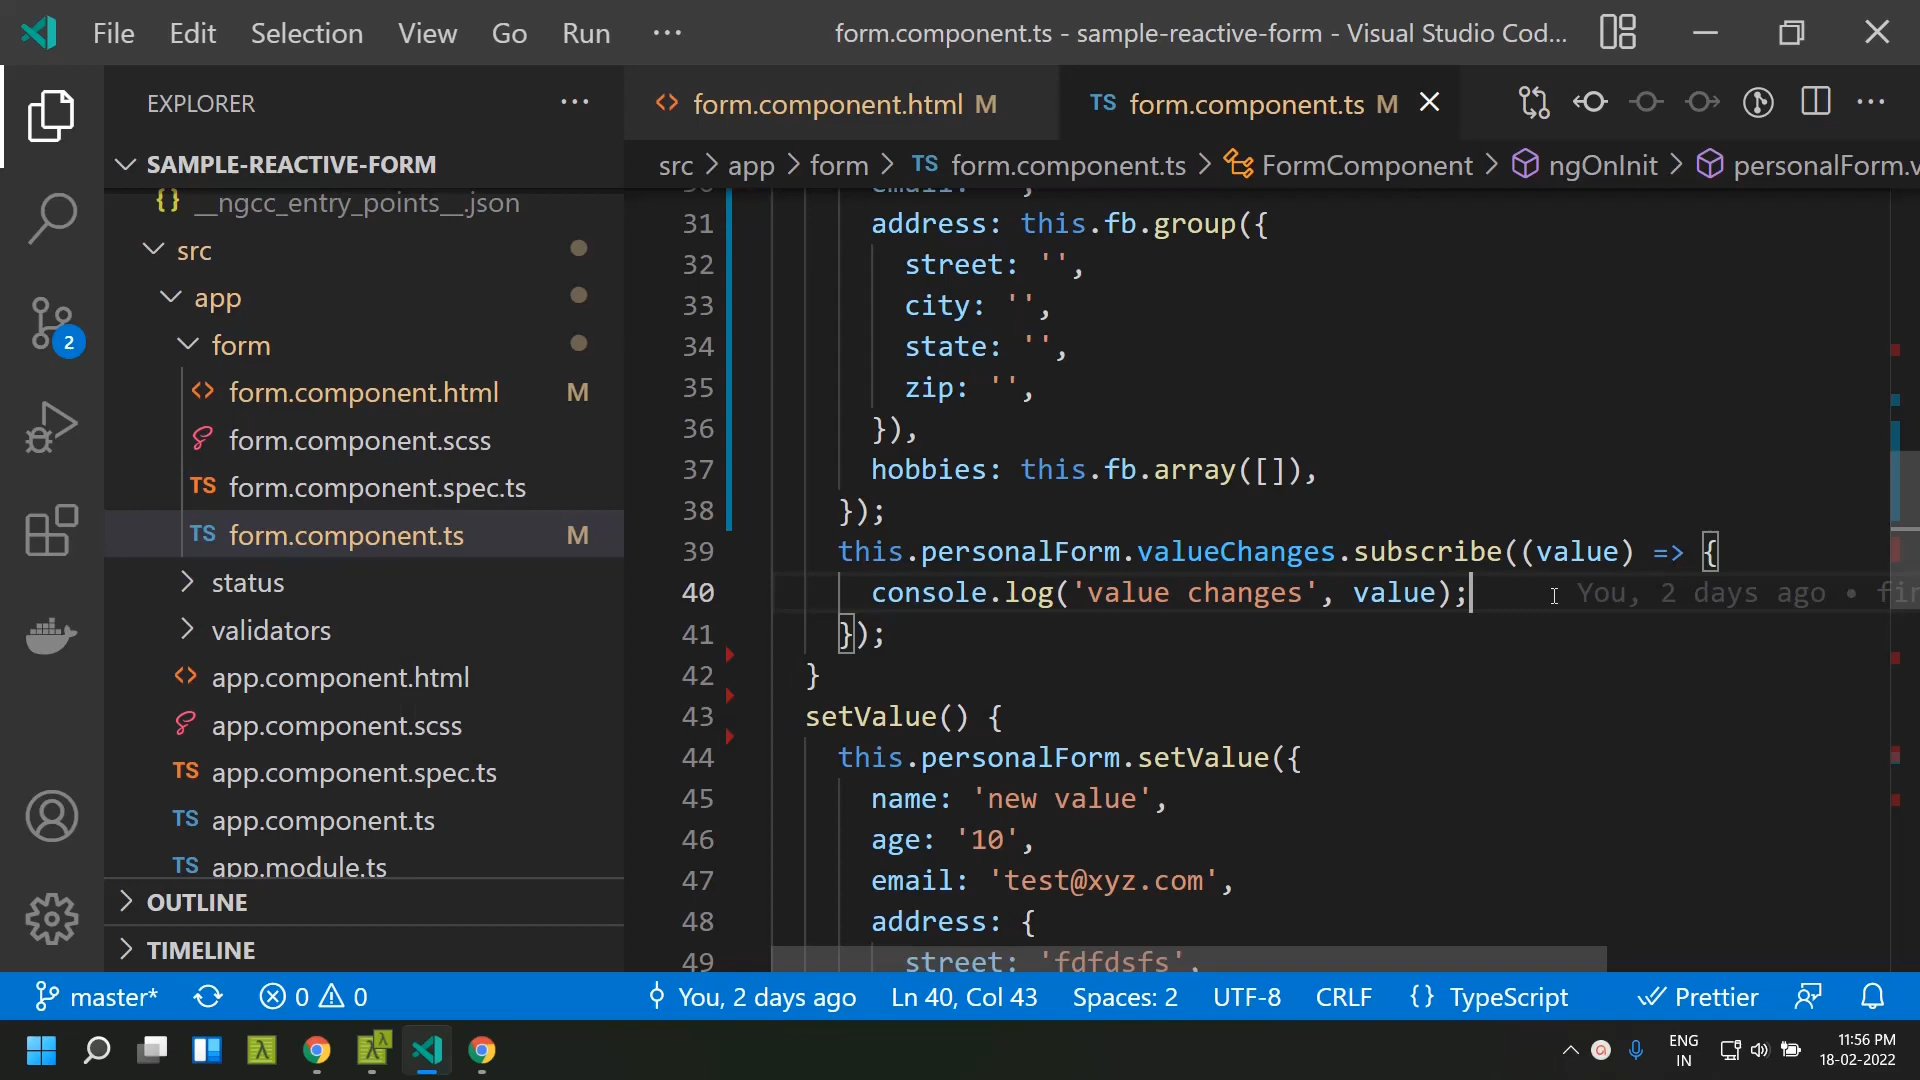 File Edit Selection View Go Run ···
form.component.ts - sample-reactive-form - Visual Studio Cod...
EXPLORER
···
form.component.html M
TS form.component.ts M
···
SAMPLE-REACTIVE-FORM
src > app > form > TS form.component.ts > FormComponent > ngOnInit > personalForm.v
{} __ngcc_entry_points__.json
src
app
form
form.component.html M
form.component.scss
TS form.component.spec.ts
TS form.component.ts M
status
validators
app.component.html
app.component.scss
TS app.component.spec.ts
TS app.component.ts
TS app.module.ts
OUTLINE
TIMELINE
2
30 email: '',
31 address: this.fb.group({
32 street: '',
33 city: '',
34 state: '',
35 zip: '',
36 }),
37 hobbies: this.fb.array([]),
38 });
39 this.personalForm.valueChanges.subscribe((value) => {
40 console.log('value changes', value); You, 2 days ago • fir
41 });
42 }
43 setValue() {
44 this.personalForm.setValue({
45 name: 'new value',
46 age: '10',
47 email: 'test@xyz.com',
48 address: {
49 street: 'fdfdsfs',
master* 0 0 You, 2 days ago Ln 40, Col 43 Spaces: 2 UTF-8 CRLF {} TypeScript Prettier
ENG
IN
11:56 PM
18-02-2022